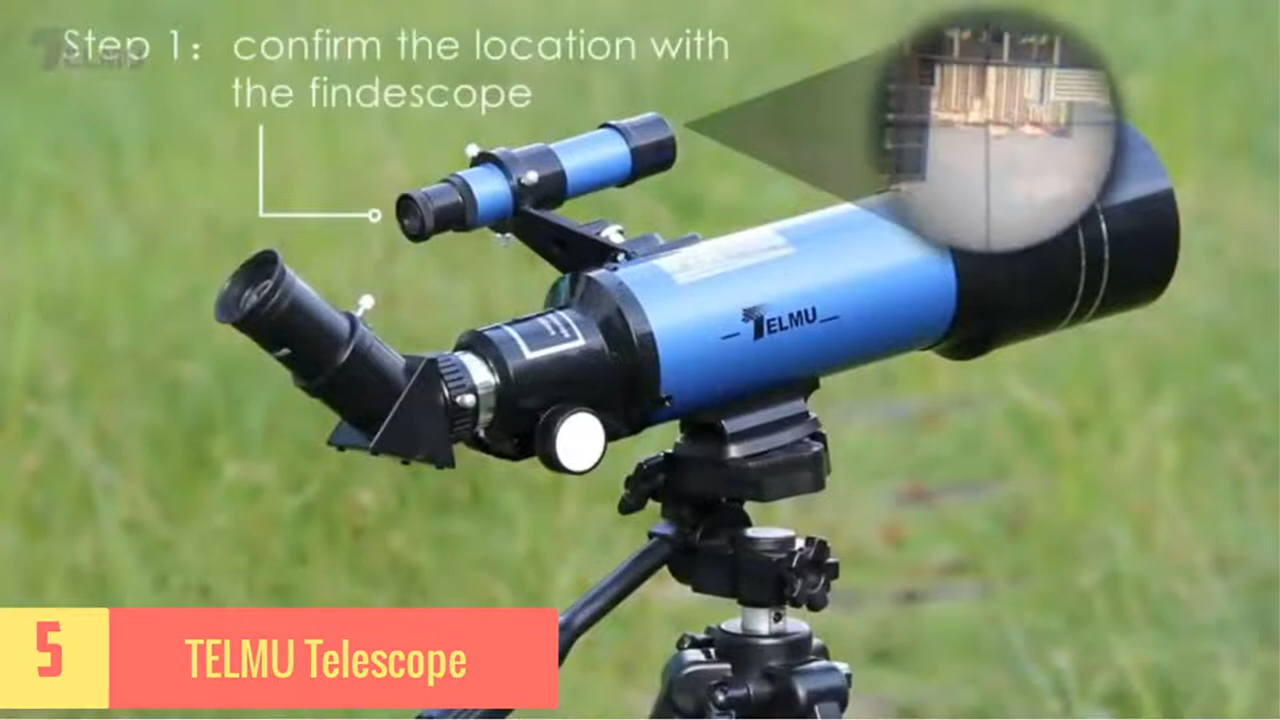 Step 1: confirm the location with
the findescope
TELMU
5
TELMU Telescope